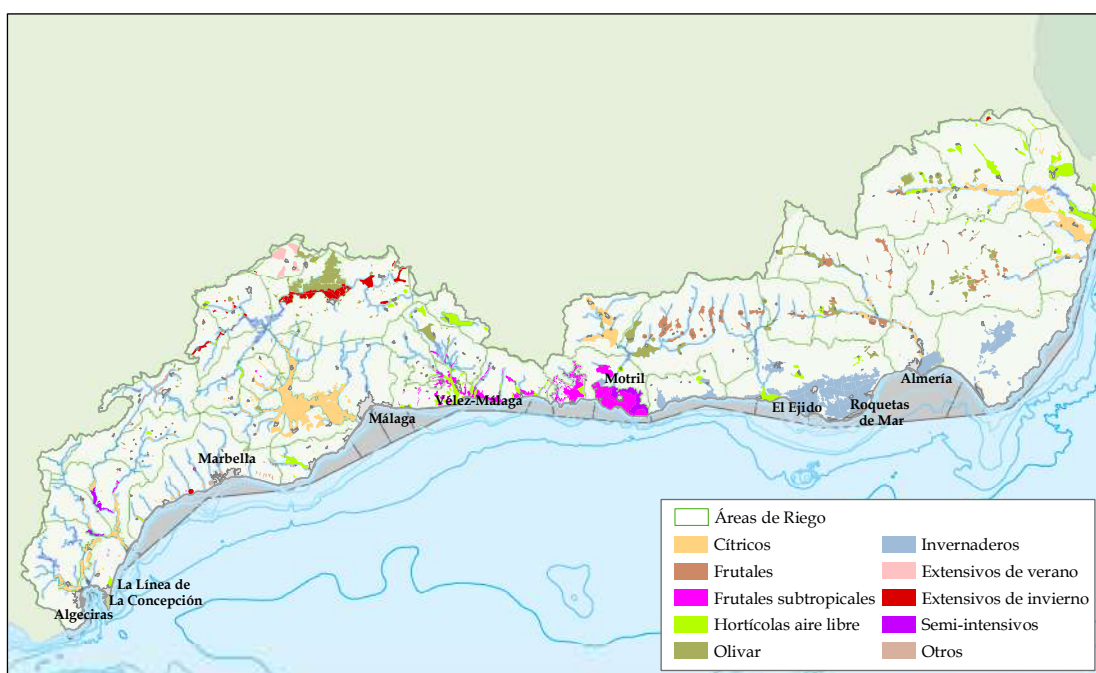 Motril
Almería
El Ejido
Roquetas
de Mar
Vélez-Málaga
Málaga
Marbella
La Línea de
La Concepción
Algeciras
Áreas de Riego
Cítricos
Frutales
Frutales subtropicales
Hortícolas aire libre
Olivar
Invernaderos
Extensivos de verano
Extensivos de invierno
Semi-intensivos
Otros